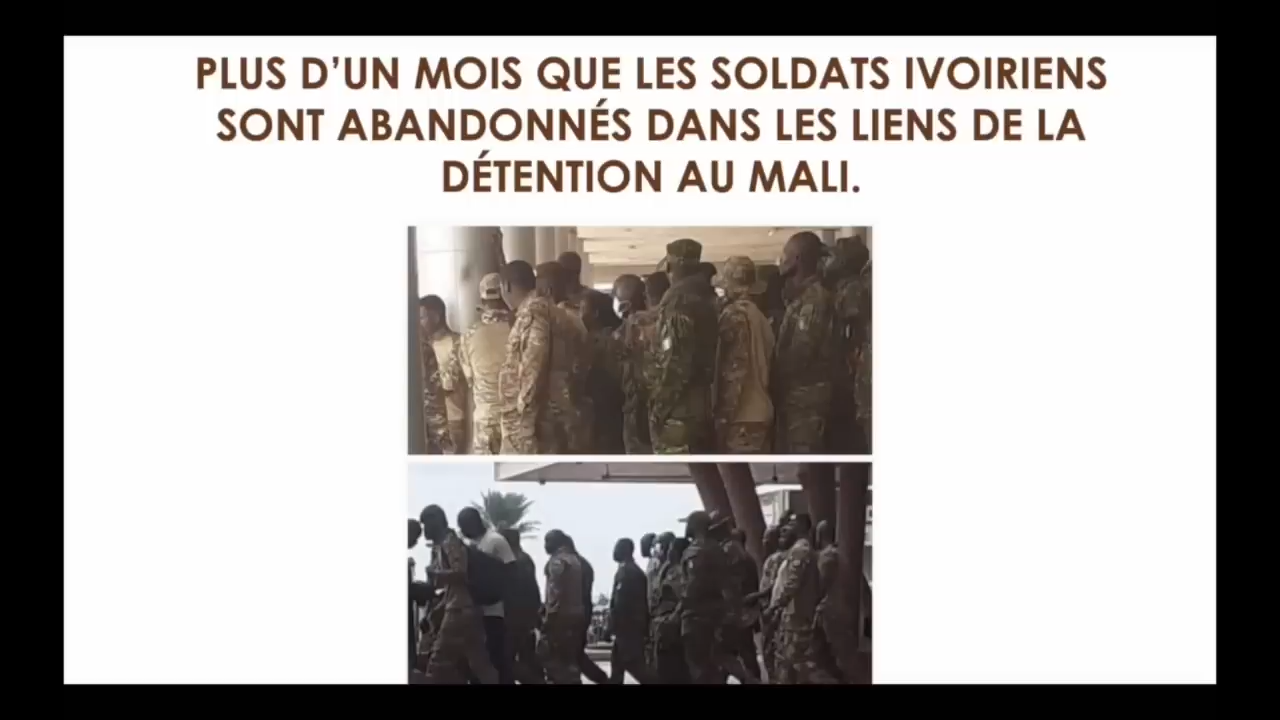 PLUS D’UN MOIS QUE LES SOLDATS IVOIRIENS
SONT ABANDONNÉS DANS LES LIENS DE LA
DÉTENTION AU MALI.